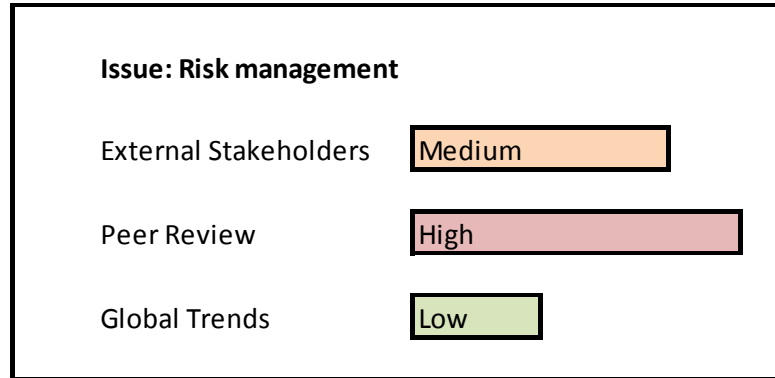 Issue: Risk management
External Stakeholders Medium
Peer Review High
Global Trends Low